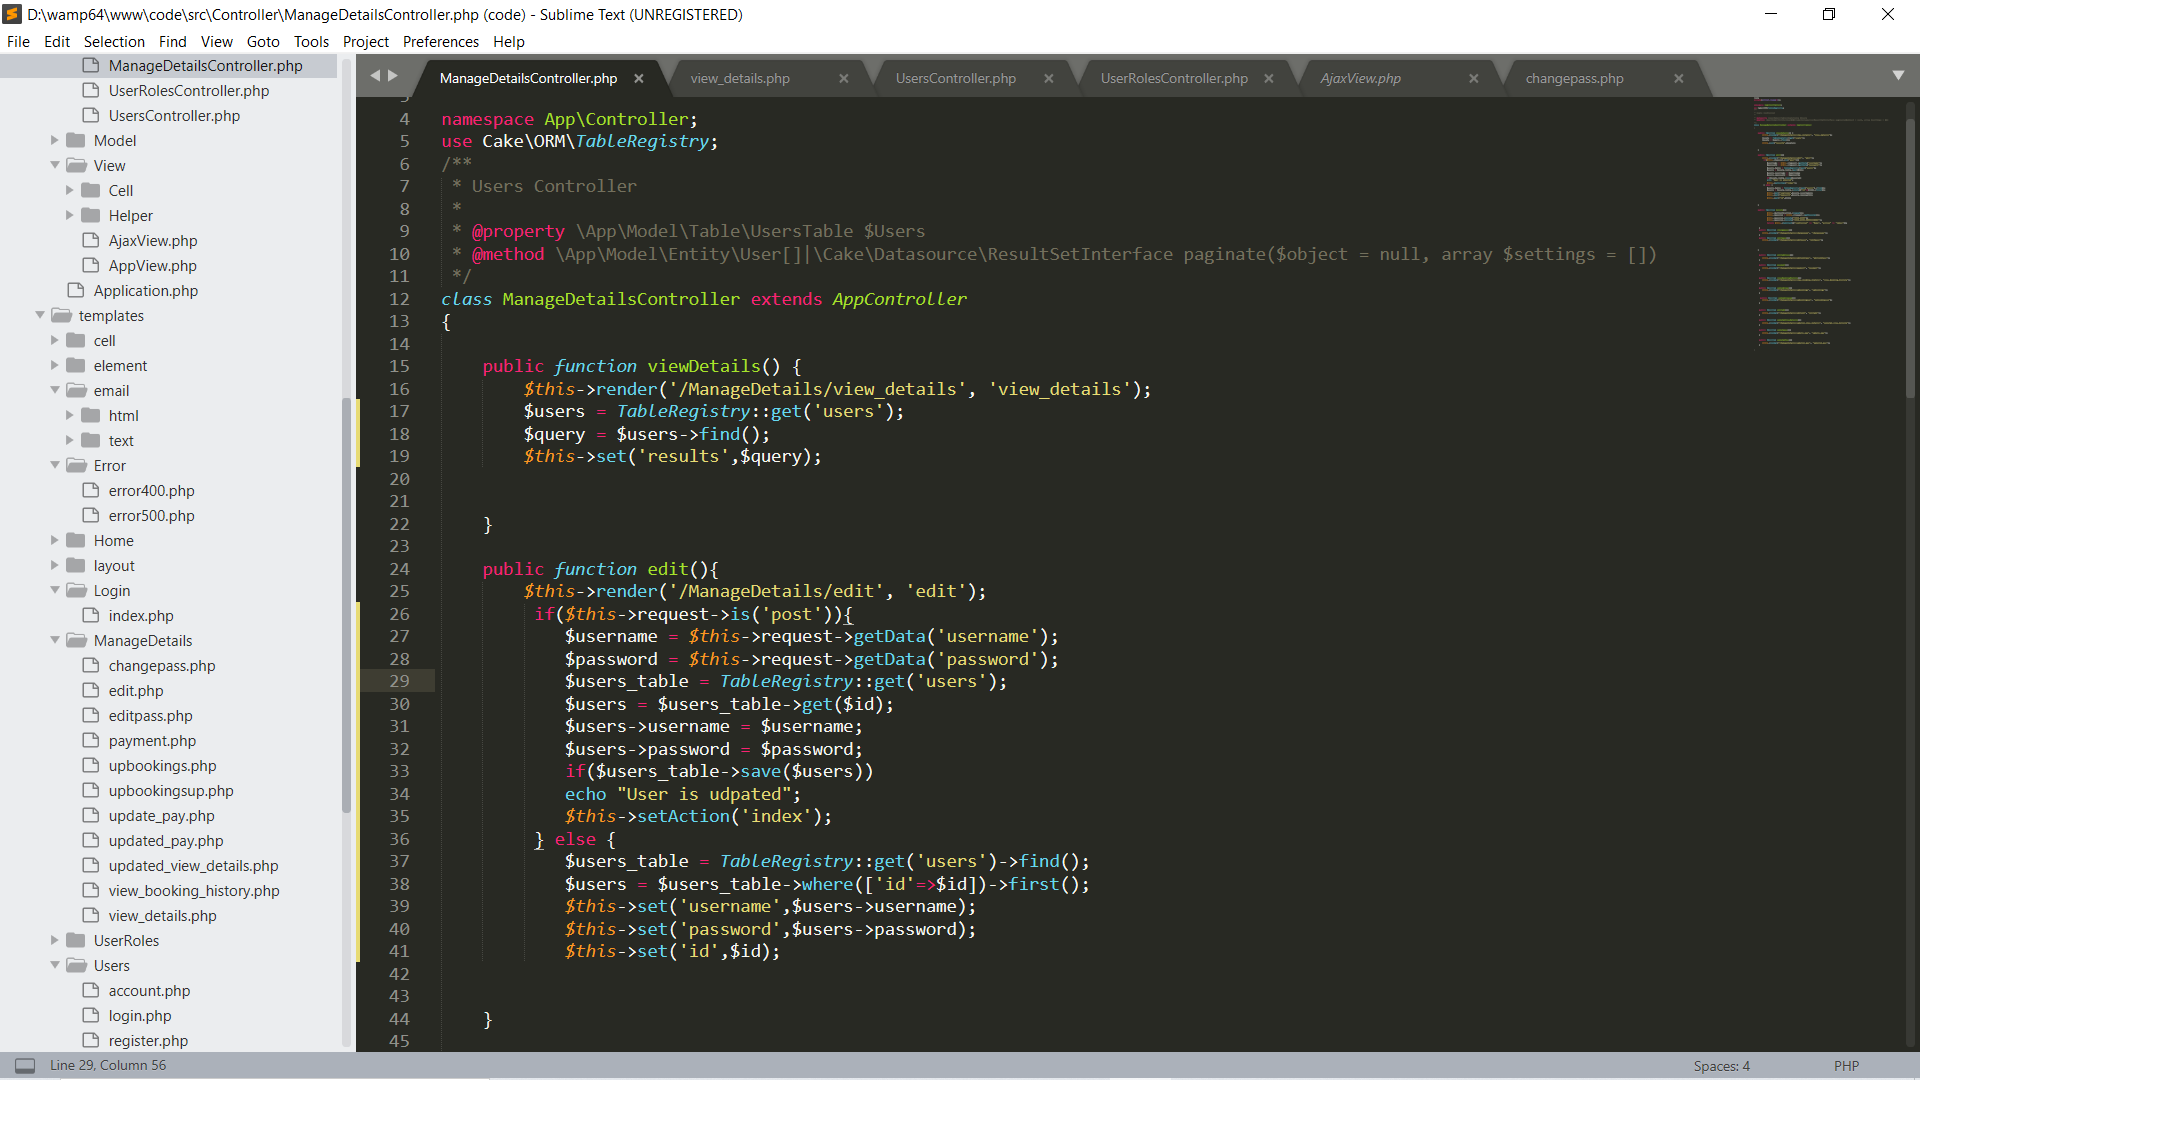 D:\wamp64\www\code\src\Controller\ManageDetailsController.php (code) - Sublime Text (UNREGISTERED)
File Edit Selection Find View Goto Tools Project Preferences Help
ManageDetailsController.php
UserRolesController.php
UsersController.php
Model
View
Cell
Helper
AjaxView.php
AppView.php
Application.php
templates
cell
element
email
html
text
Error
error400.php
error500.php
Home
layout
Login
index.php
ManageDetails
changepass.php
edit.php
editpass.php
payment.php
upbookings.php
upbookingsup.php
update_pay.php
updated_pay.php
updated_view_details.php
view_booking_history.php
view_details.php
UserRoles
Users
account.php
login.php
register.php
ManageDetailsController.php view_details.php UsersController.php UserRolesController.php AjaxView.php changepass.php
4 namespace App\Controller;
5 use Cake\ORM\TableRegistry;
6 /**
7  * Users Controller
8  *
9  * @property \App\Model\Table\UsersTable $Users
10  * @method \App\Model\Entity\User[]|\Cake\Datasource\ResultSetInterface paginate($object = null, array $settings = [])
11  */
12 class ManageDetailsController extends AppController
13 {
14
15     public function viewDetails() {
16         $this->render('/ManageDetails/view_details', 'view_details');
17         $users = TableRegistry::get('users');
18         $query = $users->find();
19         $this->set('results',$query);
20
21
22     }
23
24     public function edit(){
25         $this->render('/ManageDetails/edit', 'edit');
26          if($this->request->is('post')){
27             $username = $this->request->getData('username');
28             $password = $this->request->getData('password');
29             $users_table = TableRegistry::get('users');
30             $users = $users_table->get($id);
31             $users->username = $username;
32             $users->password = $password;
33             if($users_table->save($users))
34             echo "User is udpated";
35             $this->setAction('index');
36          } else {
37             $users_table = TableRegistry::get('users')->find();
38             $users = $users_table->where(['id'=>$id])->first();
39             $this->set('username',$users->username);
40             $this->set('password',$users->password);
41             $this->set('id',$id);
42
43
44     }
45
Line 29, Column 56 Spaces: 4 PHP